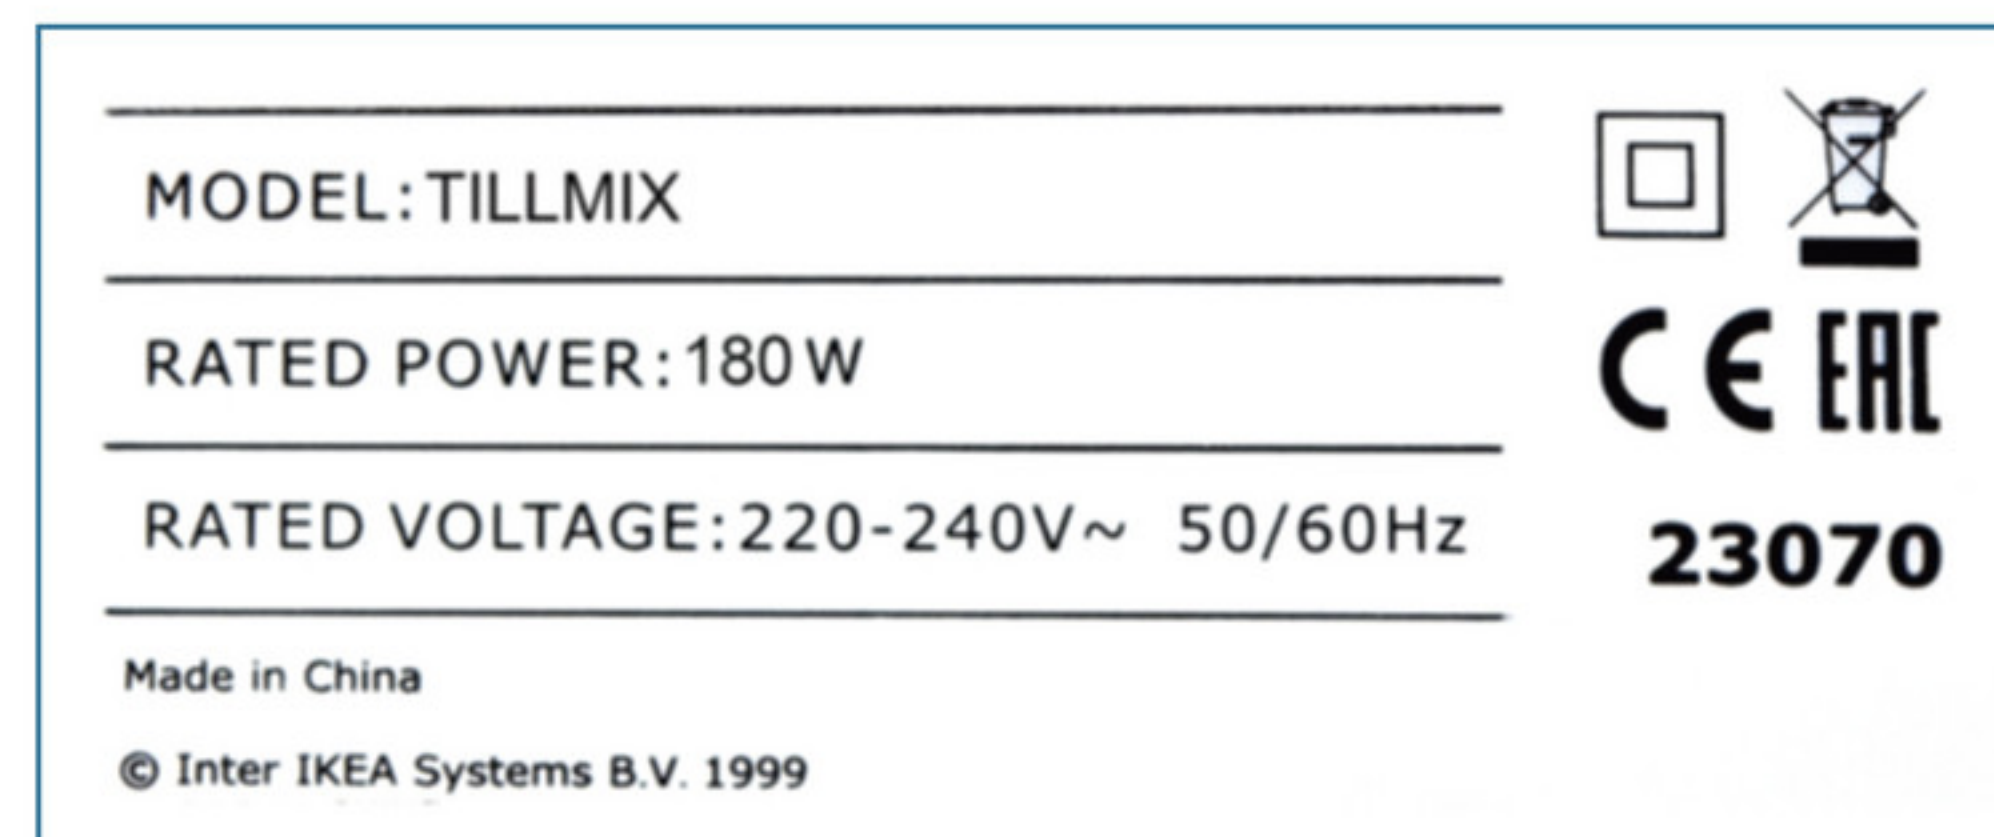 MODEL: TILLMIX
RATED POWER: 180 W
RATED VOLTAGE: 220-240V~ 50/60Hz
Made in China
© Inter IKEA Systems B.V. 1999
CE EAC
23070